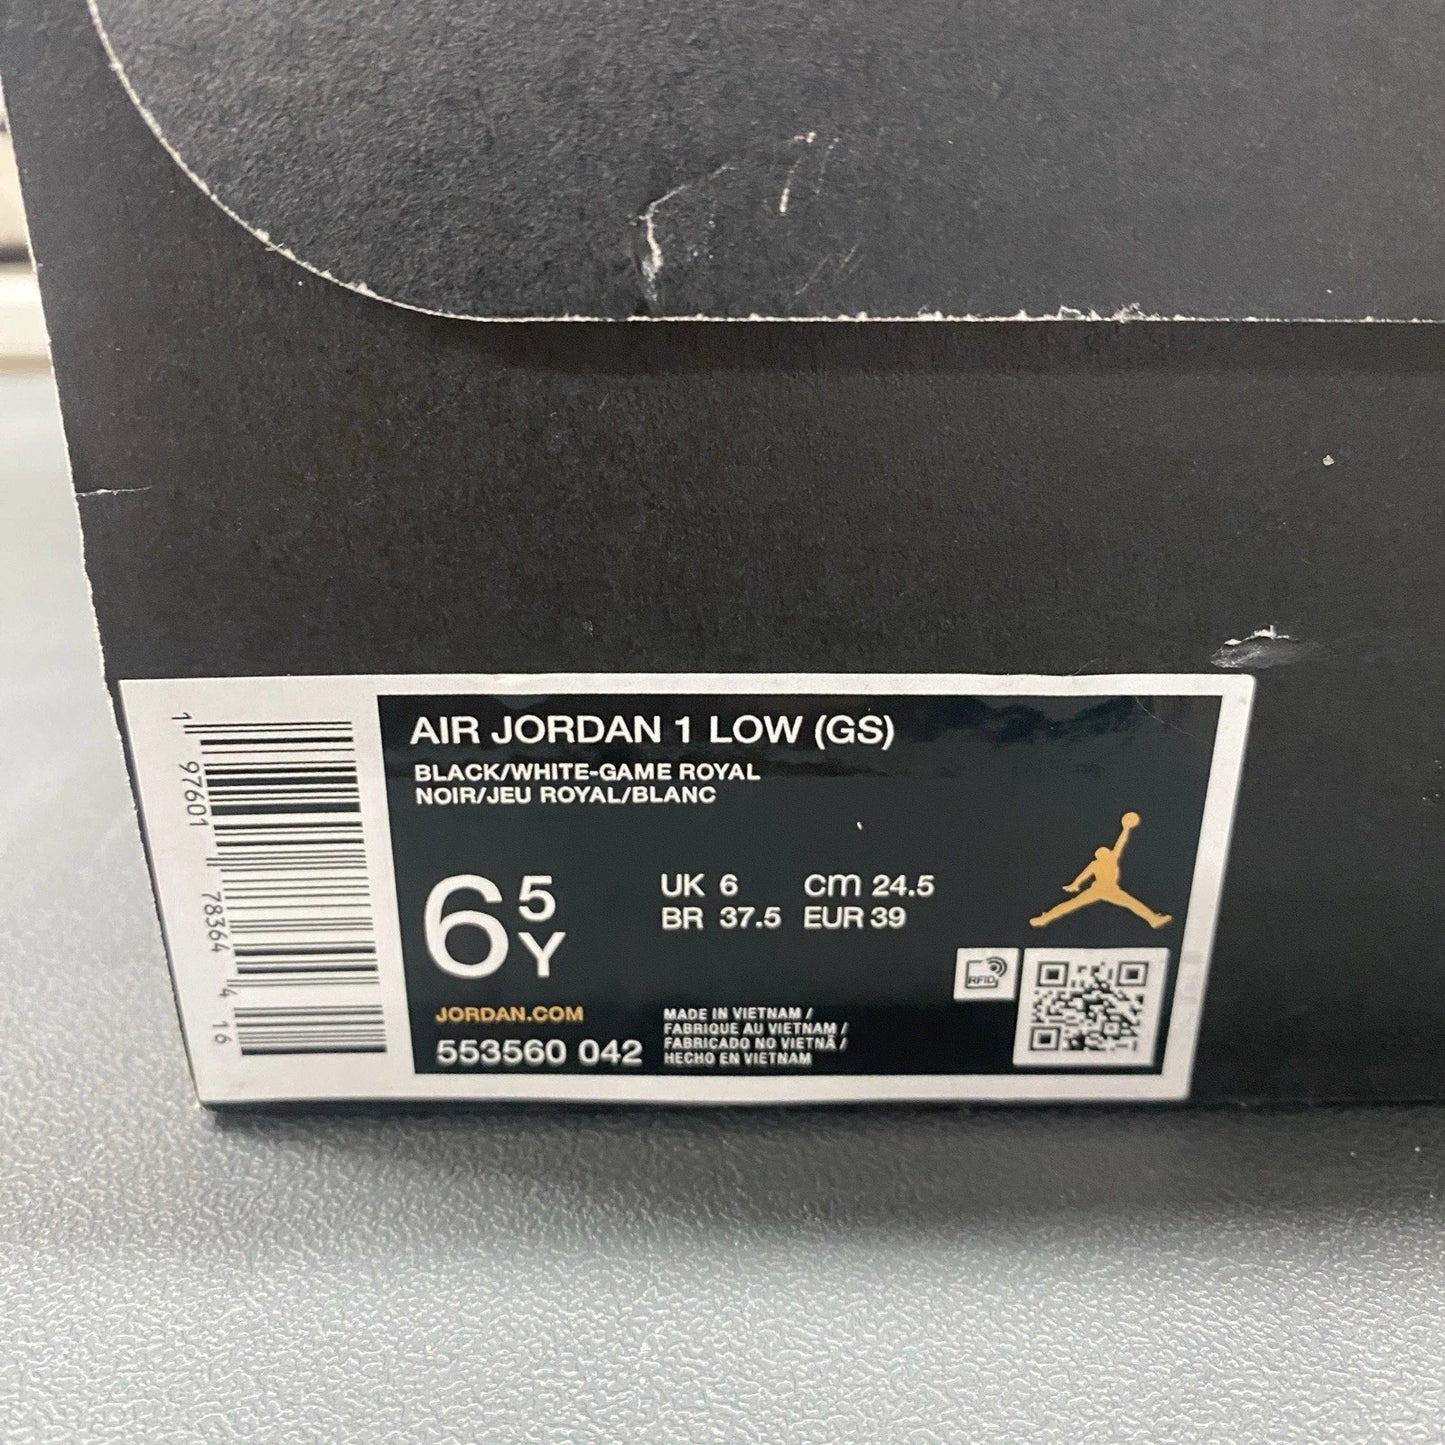 AIR JORDAN 1 LOW (GS)
BLACK/WHITE-GAME ROYAL
NOIR/JEU ROYAL/BLANC
6 5 Y
UK 6 cm 24.5
BR 37.5 EUR 39
RFID
JORDAN.COM
553560 042
MADE IN VIETNAM /
FABRIQUE AU VIETNAM /
FABRICADO NO VIETNÃ /
HECHO EN VIETNAM
1 97601 78364 4 16